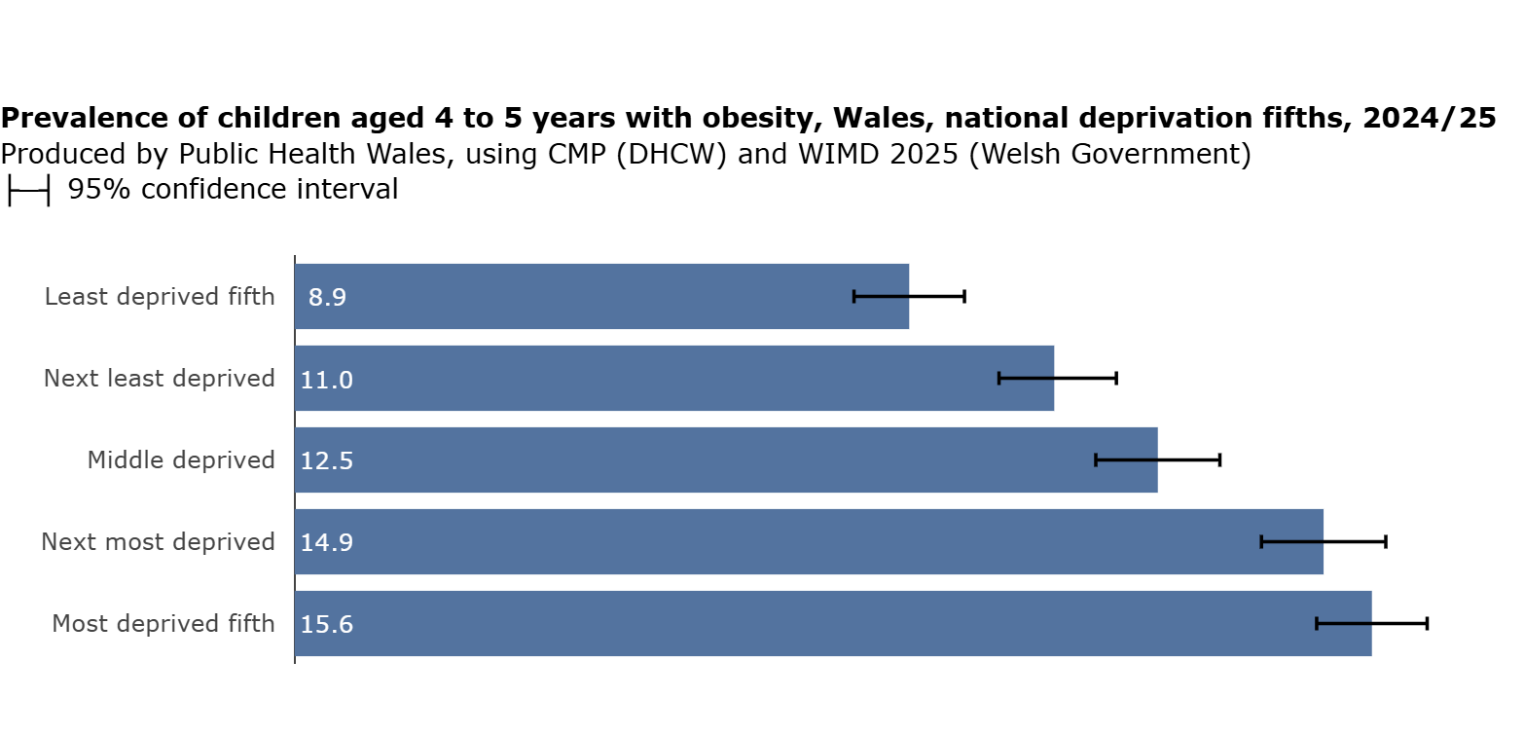 Prevalence of children aged 4 to 5 years with obesity, Wales, national deprivation fifths, 2024/25
Produced by Public Health Wales, using CMP (DHCW) and WIMD 2025 (Welsh Government)
95% confidence interval
Least deprived fifth 8.9
Next least deprived 11.0
Middle deprived 12.5
Next most deprived 14.9
Most deprived fifth 15.6